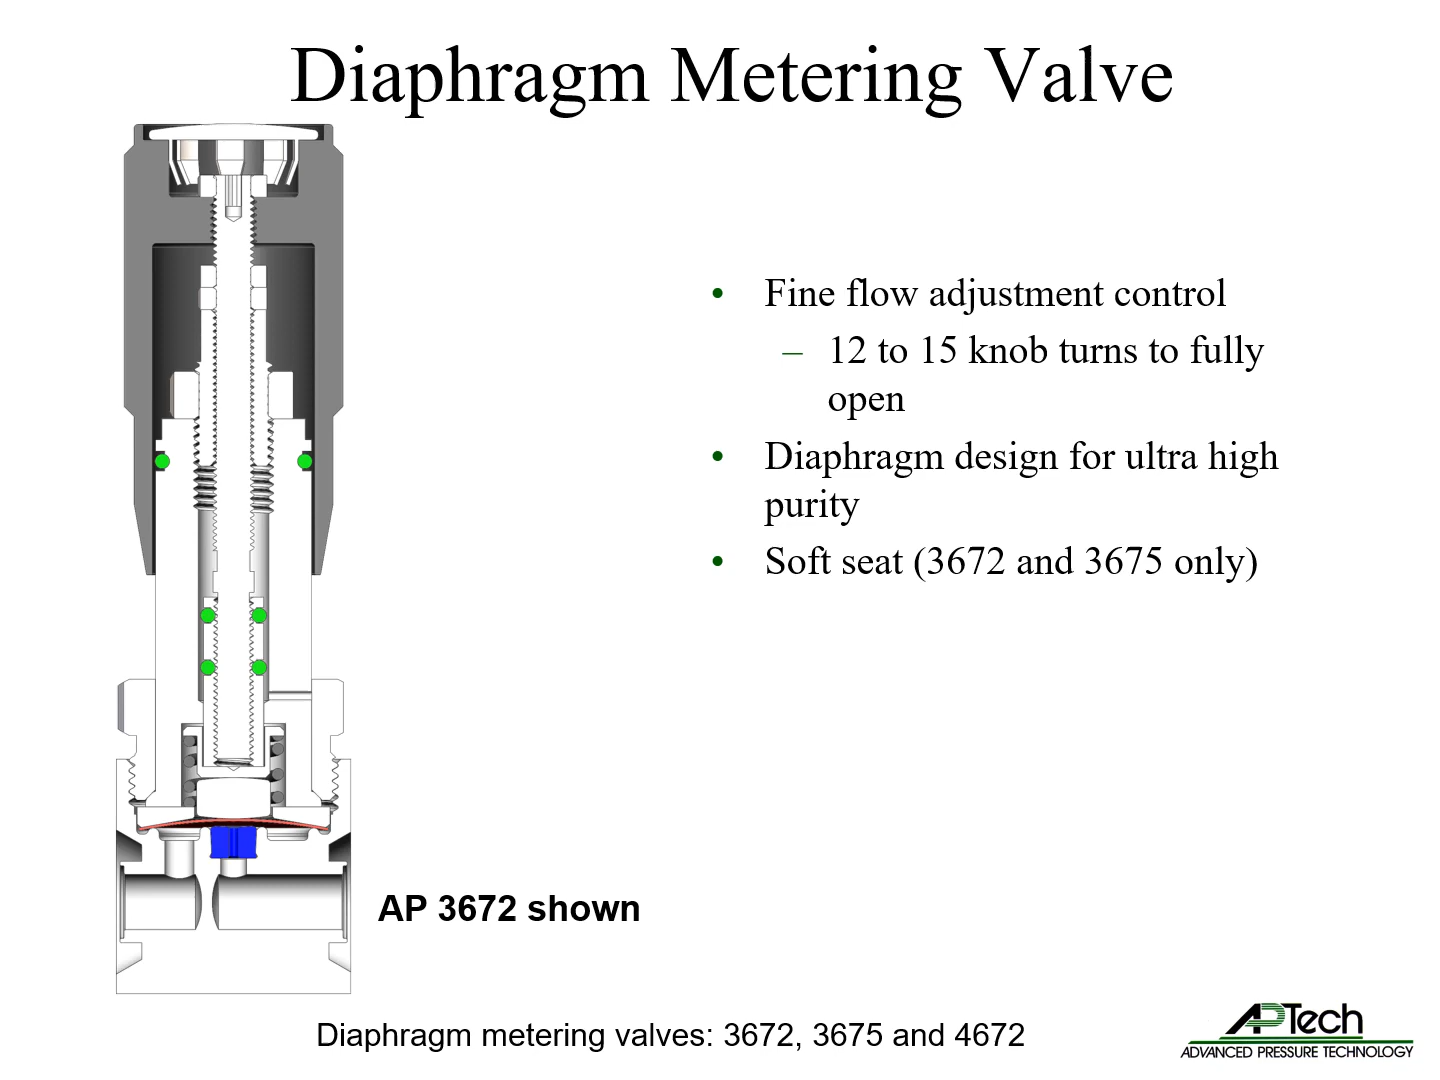 Diaphragm Metering Valve
• Fine flow adjustment control
– 12 to 15 knob turns to fully
open
• Diaphragm design for ultra high
purity
• Soft seat (3672 and 3675 only)
AP 3672 shown
Diaphragm metering valves: 3672, 3675 and 4672
APTech
ADVANCED PRESSURE TECHNOLOGY